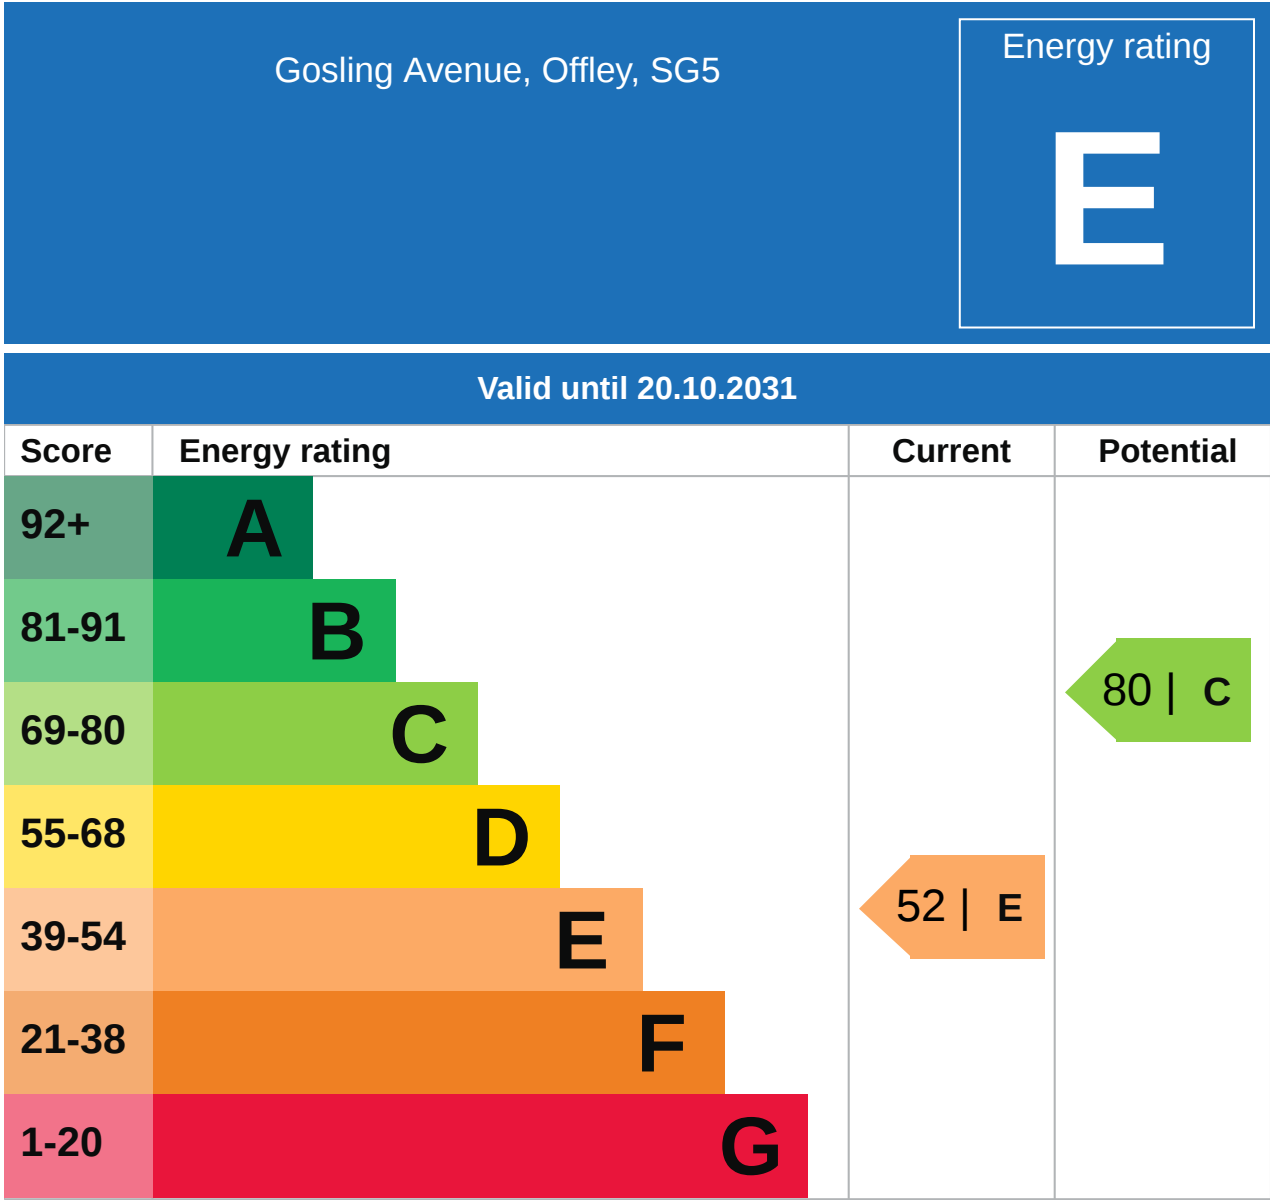 Gosling Avenue, Offley, SG5
Energy rating
E
Valid until 20.10.2031
Score Energy rating Current Potential
92+ A
81-91 B
69-80 C
80 | C
55-68 D
39-54 E
52 | E
21-38 F
1-20 G